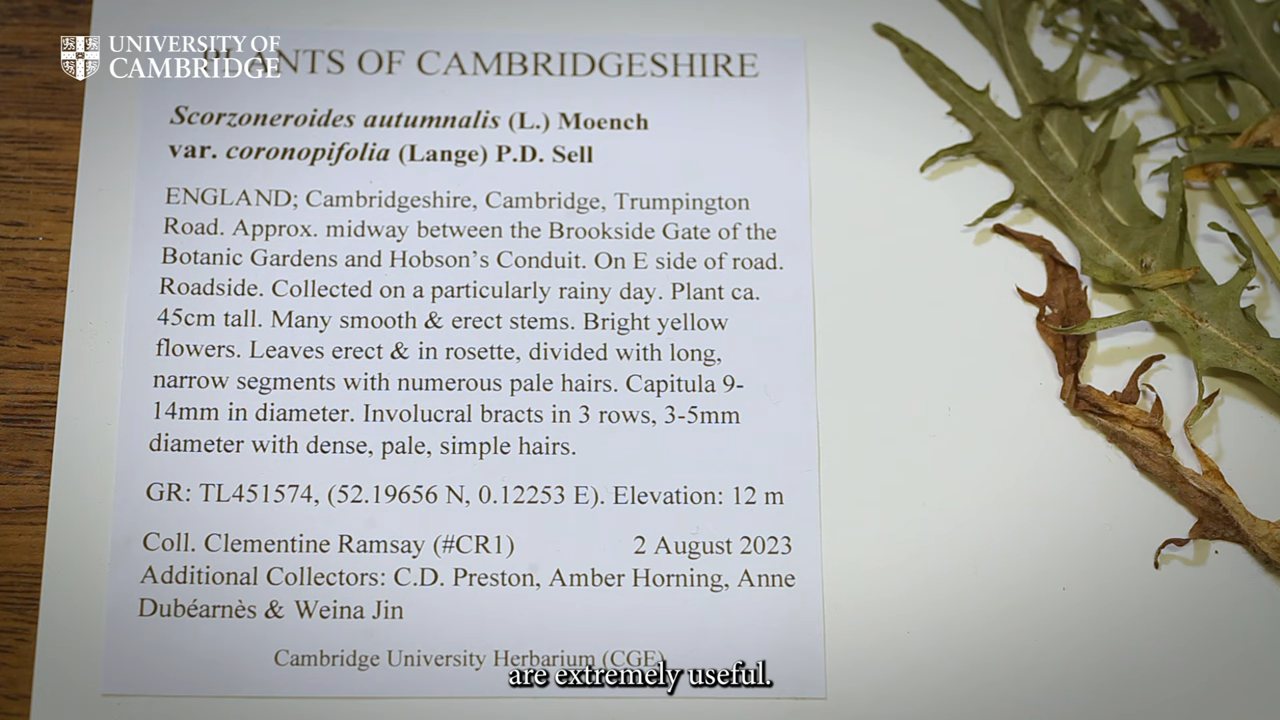 UNIVERSITY OF
CAMBRIDGE
PLANTS OF CAMBRIDGESHIRE
Scorzoneroides autumnalis (L.) Moench
var. coronopifolia (Lange) P.D. Sell
ENGLAND; Cambridgeshire, Cambridge, Trumpington
Road. Approx. midway between the Brookside Gate of the
Botanic Gardens and Hobson's Conduit. On E side of road.
Roadside. Collected on a particularly rainy day. Plant ca.
45cm tall. Many smooth & erect stems. Bright yellow
flowers. Leaves erect & in rosette, divided with long,
narrow segments with numerous pale hairs. Capitula 9-
14mm in diameter. Involucral bracts in 3 rows, 3-5mm
diameter with dense, pale, simple hairs.
GR: TL451574, (52.19656 N, 0.12253 E). Elevation: 12 m
Coll. Clementine Ramsay (#CR1) 2 August 2023
Additional Collectors: C.D. Preston, Amber Horning, Anne
Dubéarnès & Weina Jin
Cambridge University Herbarium (CGE)
are extremely useful.